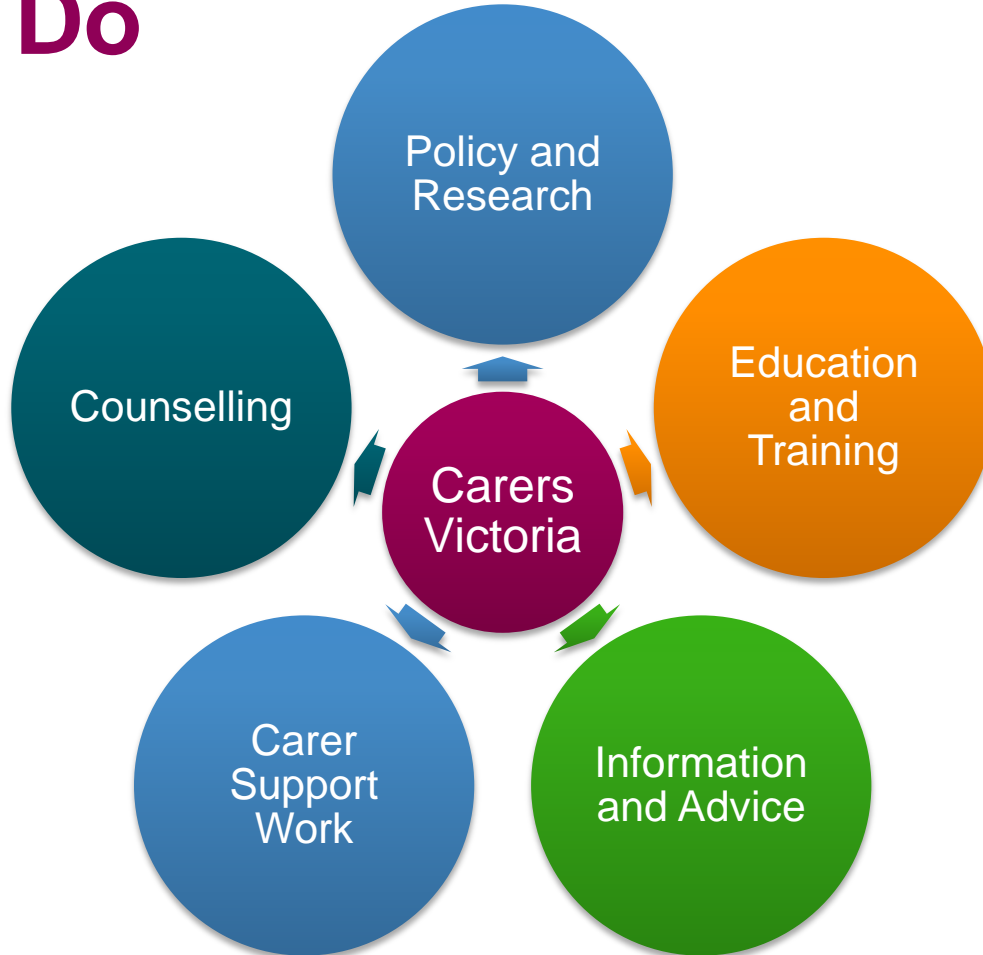 Do
Policy and
Research
Education
and
Training
Counselling
Carers
Victoria
Carer
Support
Work
Information
and Advice